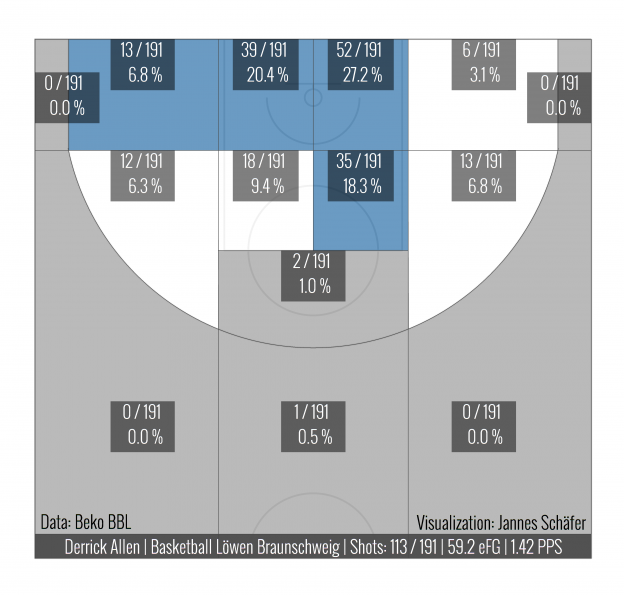 13 / 191
6.8 %
39 / 191
20.4 %
52 / 191
27.2 %
6 / 191
3.1 %
0 / 191
0.0 %
0 / 191
0.0 %
12 / 191
6.3 %
18 / 191
9.4 %
35 / 191
18.3 %
13 / 191
6.8 %
2 / 191
1.0 %
0 / 191
0.0 %
1 / 191
0.5 %
0 / 191
0.0 %
Data: Beko BBL
Visualization: Jannes Schäfer
Derrick Allen | Basketball Löwen Braunschweig | Shots: 113 / 191 | 59.2 eFG | 1.42 PPS